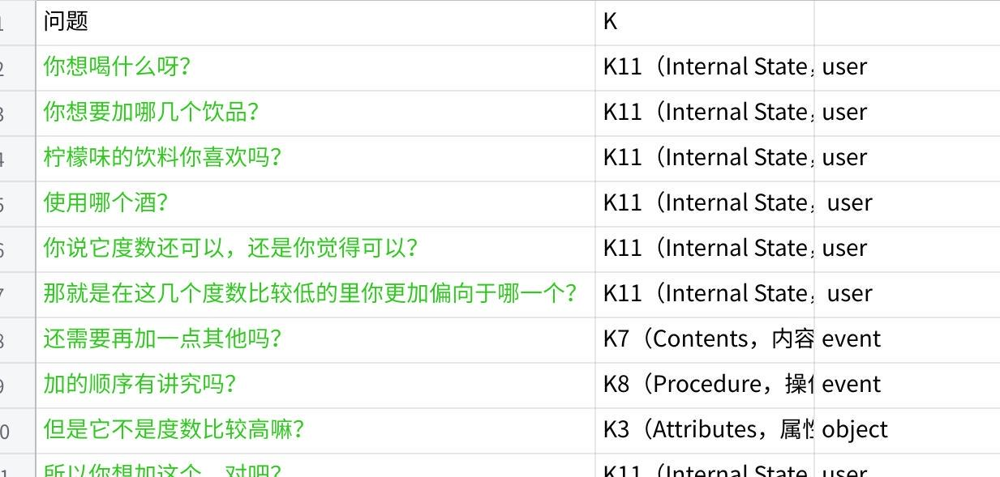 1 问题 K
2 你想喝什么呀？ K11（Internal State， user
3 你想要加哪几个饮品？ K11（Internal State， user
4 柠檬味的饮料你喜欢吗？ K11（Internal State， user
5 使用哪个酒？ K11（Internal State， user
6 你说它度数还可以，还是你觉得可以？ K11（Internal State， user
7 那就是在这几个度数比较低的里你更加偏向于哪一个？ K11（Internal State， user
8 还需要再加一点其他吗？ K7（Contents，内容 event
9 加的顺序有讲究吗？ K8（Procedure，操作 event
0 但是它不是度数比较高嘛？ K3（Attributes，属性 object
1 所以你想加这个，对吧？ K11（Internal State， user